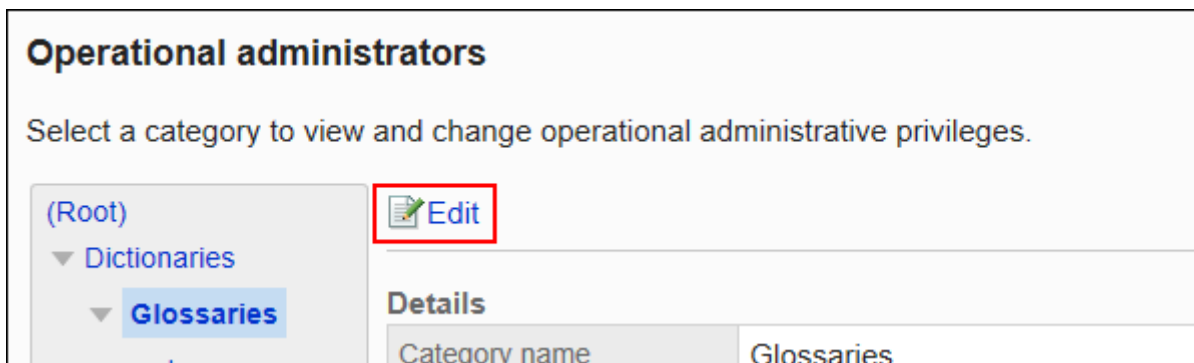 Operational administrators
Select a category to view and change operational administrative privileges.
(Root)
Edit
Dictionaries
Glossaries
Details
Category name
Glossaries